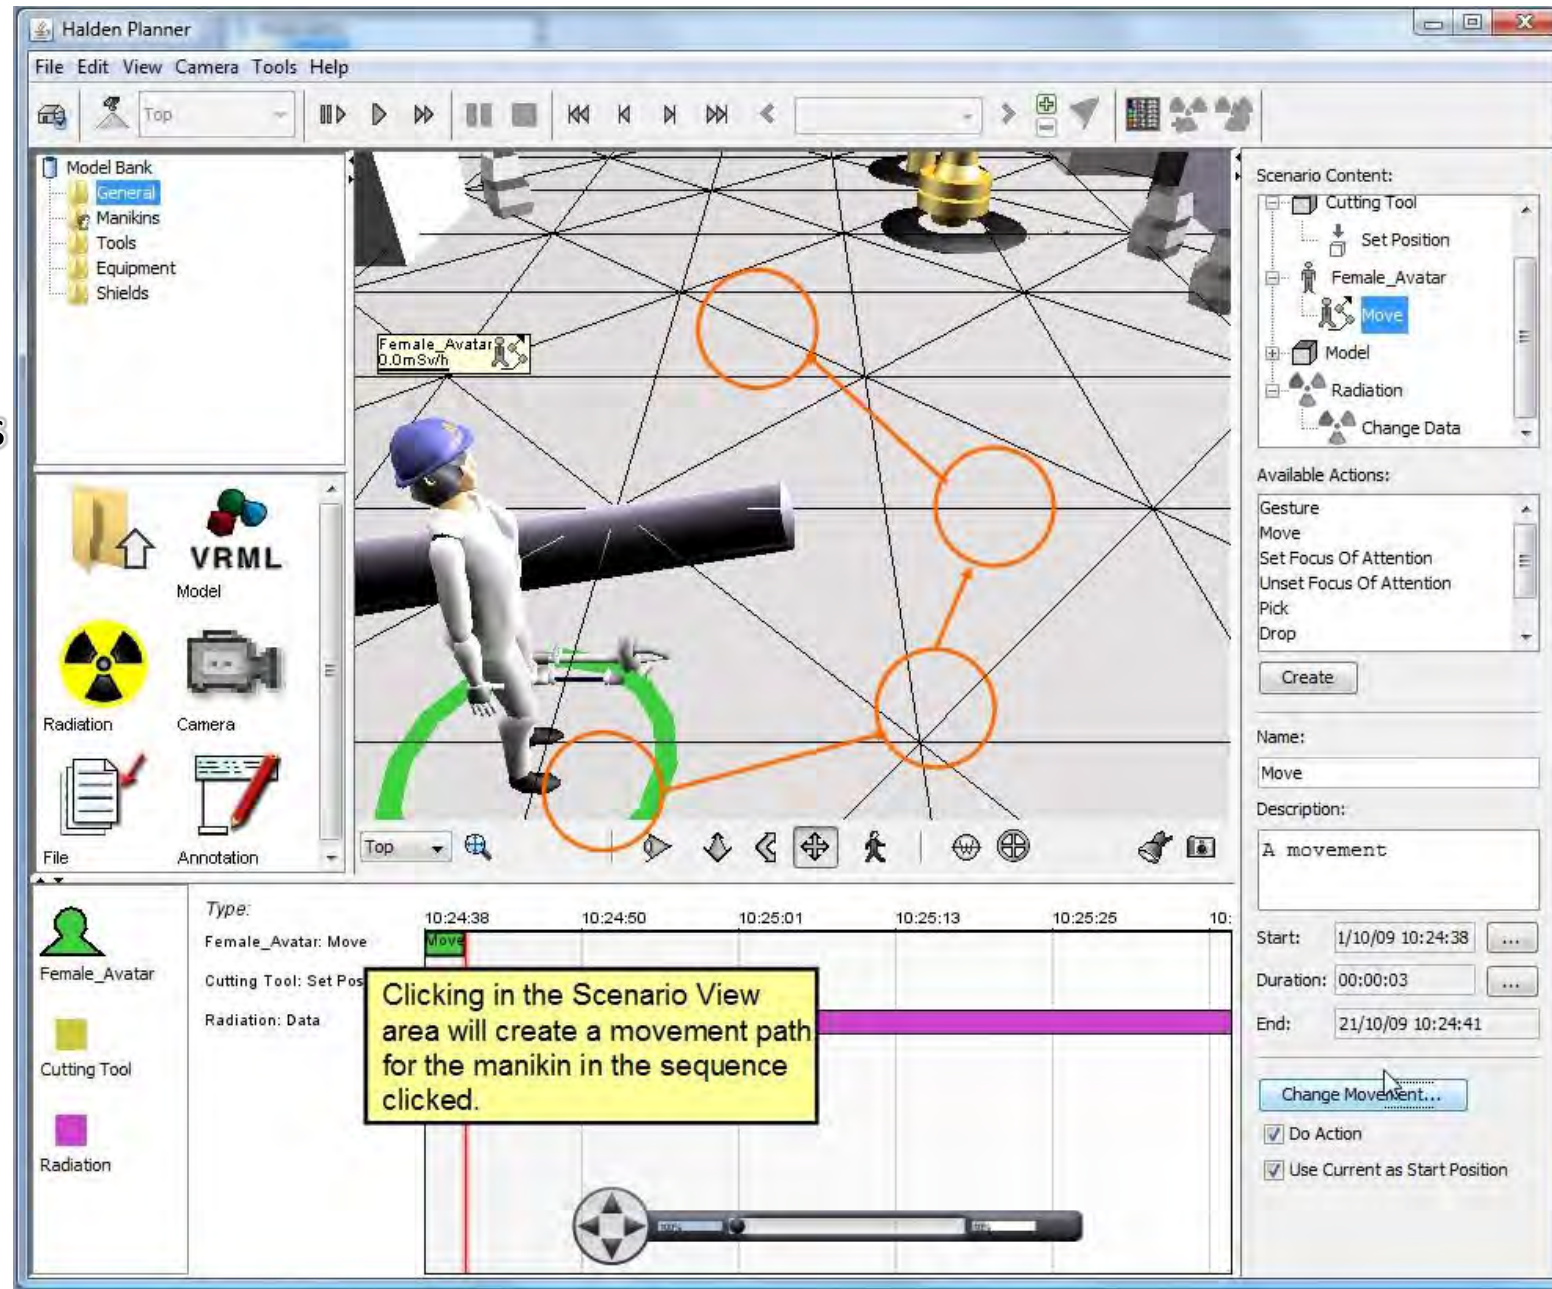 Halden Planner
File Edit View Camera Tools Help
Top
Model Bank
General
Manikins
Tools
Equipment
Shields
VRML
Model
Radiation
Camera
File
Annotation
Female_Avatar
0.0mSv/h
Top
Scenario Content:
Cutting Tool
Set Position
Female_Avatar
Move
Model
Radiation
Change Data
Available Actions:
Gesture
Move
Set Focus Of Attention
Unset Focus Of Attention
Pick
Drop
Create
Name:
Move
Description:
A movement
Start: 1/10/09 10:24:38 ...
Duration: 00:00:03 ...
End: 21/10/09 10:24:41
Change Movement...
Do Action
Use Current as Start Position
Female_Avatar
Cutting Tool
Radiation
Type:
10:24:38 10:24:50 10:25:01 10:25:13 10:25:25 10:
Female_Avatar: Move
Move
Cutting Tool: Set Pos
Radiation: Data
Clicking in the Scenario View
area will create a movement path
for the manikin in the sequence
clicked.